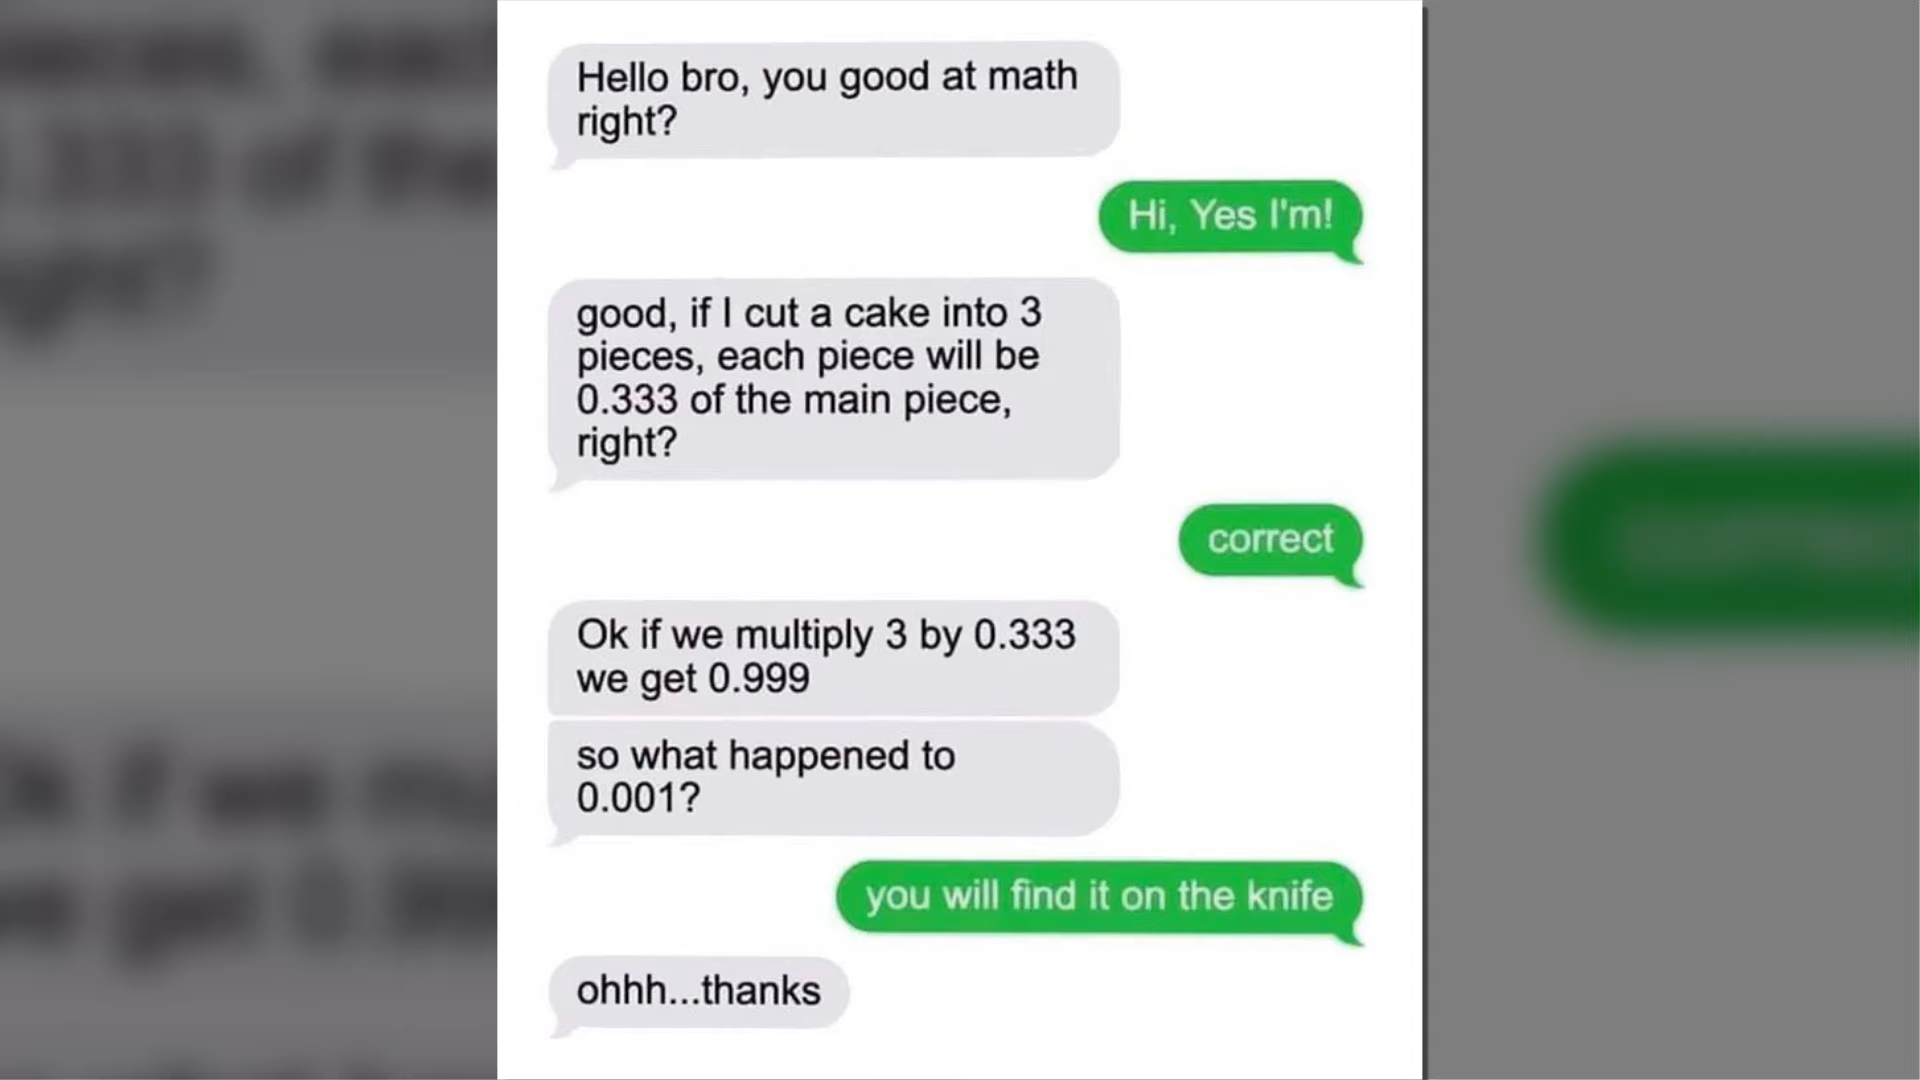 Hello bro, you good at math
right?
Hi, Yes I'm!
good, if I cut a cake into 3
pieces, each piece will be
0.333 of the main piece,
right?
correct
Ok if we multiply 3 by 0.333
we get 0.999
so what happened to
0.001?
you will find it on the knife
ohhh...thanks